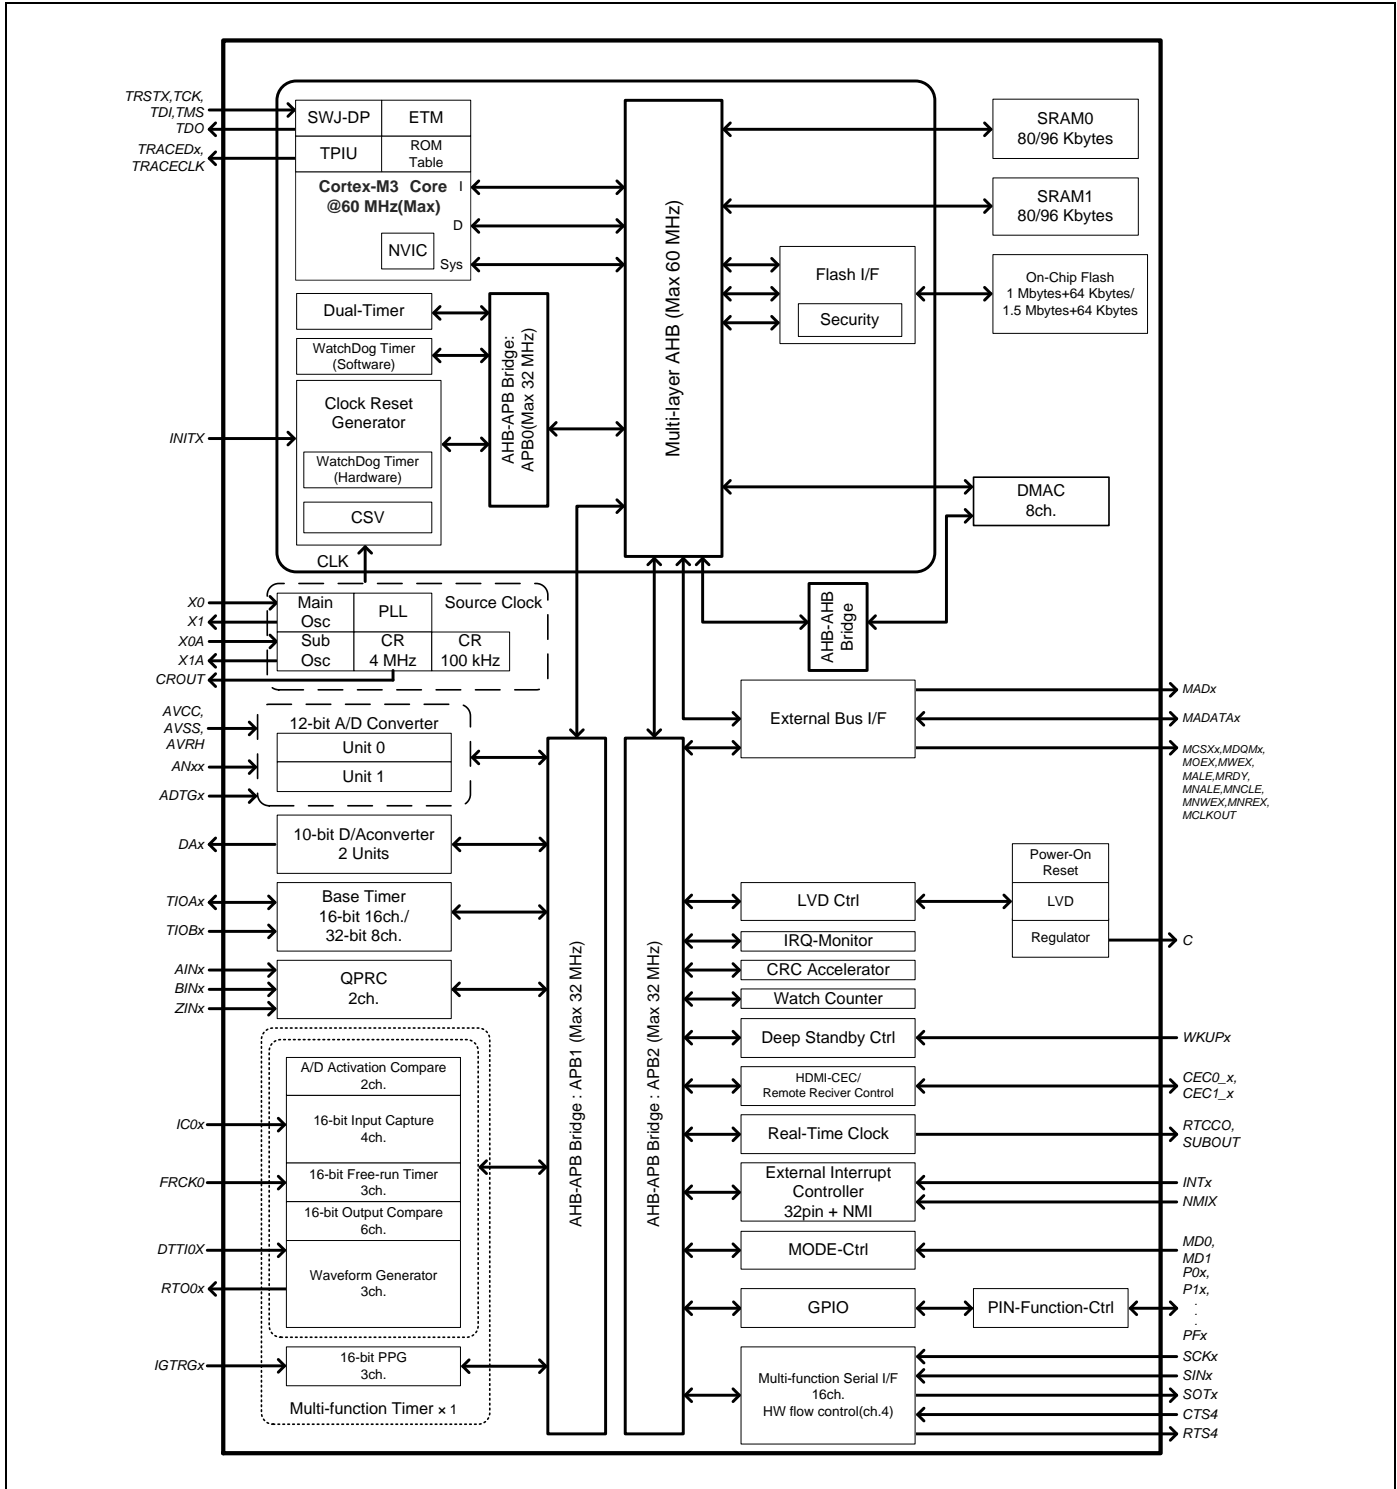 TRSTX,TCK,
TDI,TMS
TDO
TRACEDx,
TRACECLK
SWJ-DP
ETM
TPIU
ROM
Table
Cortex-M3 Core
@60 MHz(Max)
I
D
Sys
NVIC
Multi-layer AHB (Max 60 MHz)
SRAM0
80/96 Kbytes
SRAM1
80/96 Kbytes
Flash I/F
Security
On-Chip Flash
1 Mbytes+64 Kbytes/
1.5 Mbytes+64 Kbytes
Dual-Timer
WatchDog Timer
(Software)
AHB-APB Bridge:
APB0(Max 32 MHz)
INITX
Clock Reset
Generator
WatchDog Timer
(Hardware)
CSV
CLK
DMAC
8ch.
AHB-AHB
Bridge
X0
X1
X0A
X1A
CROUT
Main
Osc
PLL
Source Clock
Sub
Osc
CR
4 MHz
CR
100 kHz
AVCC,
AVSS,
AVRH
ANxx
ADTGx
12-bit A/D Converter
Unit 0
Unit 1
External Bus I/F
MADx
MADATAx
MCSXx,MDQMx,
MOEX,MWEX,
MALE,MRDY,
MNALE,MNCLE,
MNWEX,MNREX,
MCLKOUT
DAx
10-bit D/Aconverter
2 Units
TIOAx
TIOBx
Base Timer
16-bit 16ch./
32-bit 8ch.
AINx
BINx
ZINx
QPRC
2ch.
AHB-APB Bridge : APB1 (Max 32 MHz)
AHB-APB Bridge : APB2 (Max 32 MHz)
LVD Ctrl
Power-On
Reset
LVD
Regulator
C
IRQ-Monitor
CRC Accelerator
Watch Counter
Deep Standby Ctrl
WKUPx
HDMI-CEC/
Remote Reciver Control
CEC0_x,
CEC1_x
Real-Time Clock
RTCCO,
SUBOUT
External Interrupt
Controller
32pin + NMI
INTx
NMIX
MODE-Ctrl
MD0,
MD1
GPIO
PIN-Function-Ctrl
P0x,
P1x,
.
.
.
PFx
Multi-function Serial I/F
16ch.
HW flow control(ch.4)
SCKx
SINx
SOTx
CTS4
RTS4
A/D Activation Compare
2ch.
IC0x
16-bit Input Capture
4ch.
FRCK0
16-bit Free-run Timer
3ch.
16-bit Output Compare
6ch.
DTTI0X
RTO0x
Waveform Generator
3ch.
IGTRGx
16-bit PPG
3ch.
Multi-function Timer × 1